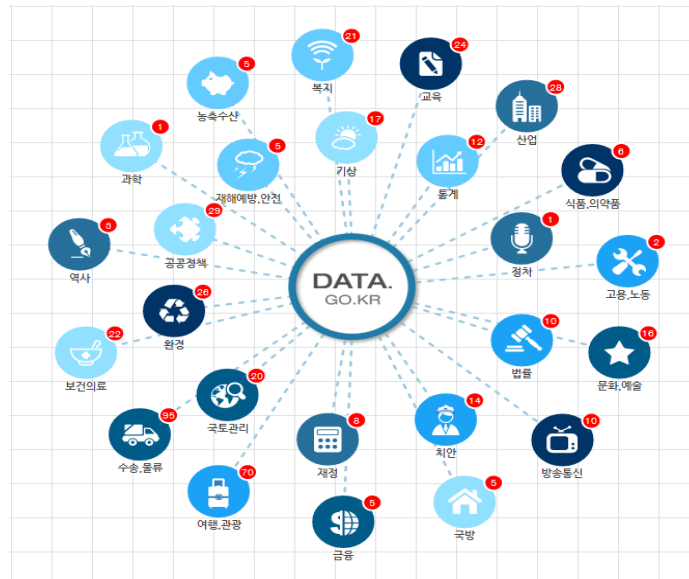 21
복지
24
교육
5
농축수산
28
산업
17
기상
12
통계
1
과학
5
재해예방,안전
6
식품,의약품
29
공공정책
3
역사
1
정차
2
고용,노동
DATA.
GO.KR
26
환경
22
보건의료
10
법률
16
문화,예술
20
국토관리
14
치안
95
수송,물류
8
재정
10
방송통신
70
여행,관광
5
금융
5
국방